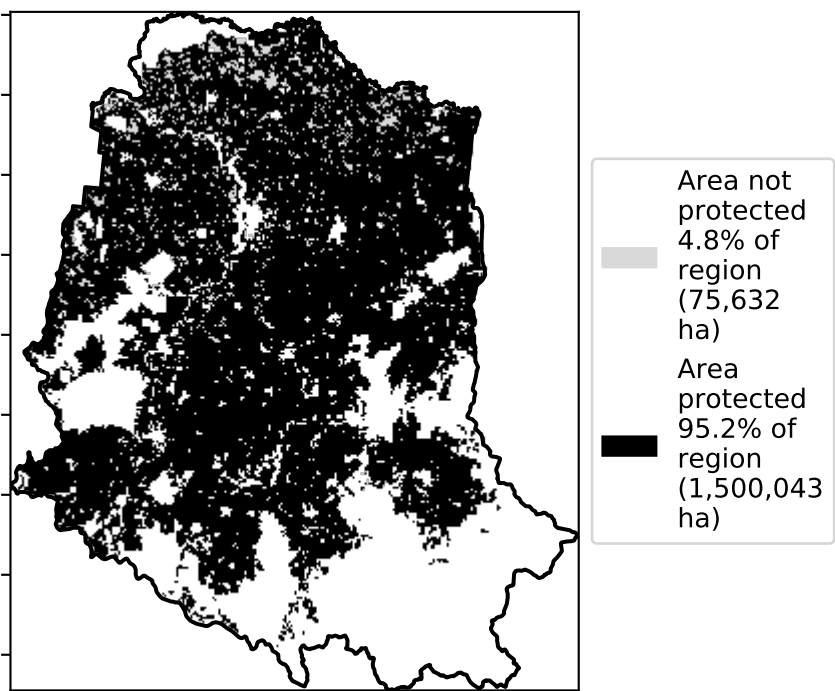 Area not
protected
4.8% of
region
(75,632
ha)
Area
protected
95.2% of
region
(1,500,043
ha)